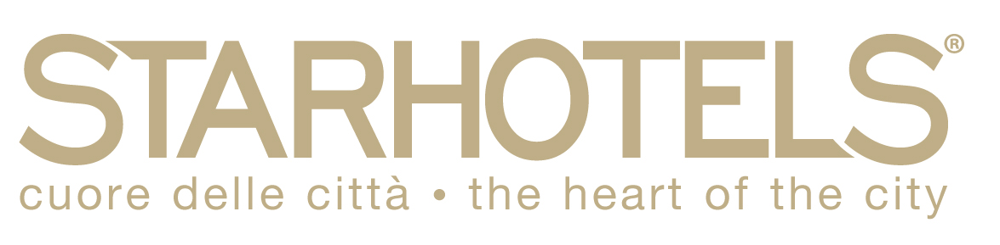 STARHOTELS®
cuore delle città • the heart of the city